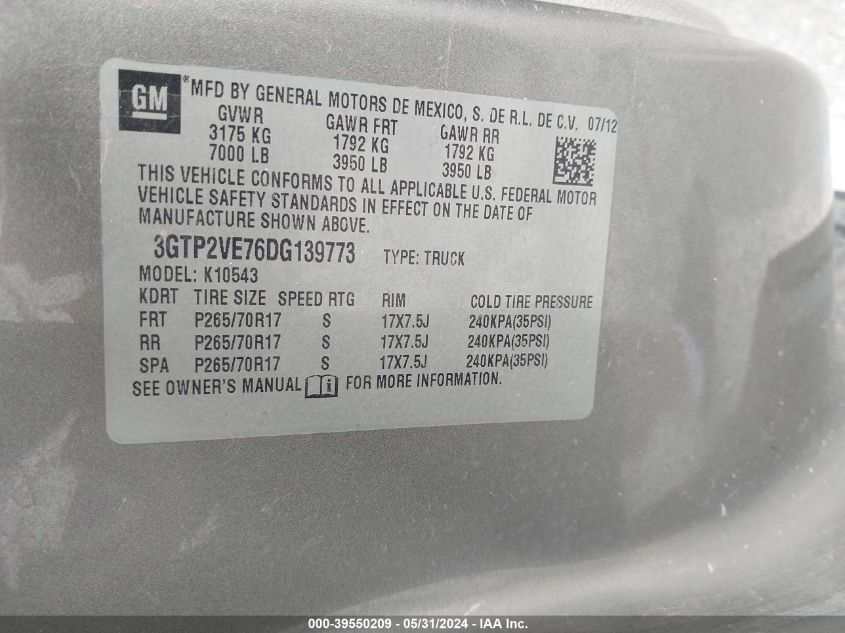 GM
®MFD BY GENERAL MOTORS DE MEXICO, S. DE R.L. DE C.V. 07/12
GVWR GAWR FRT GAWR RR
3175 KG 1792 KG 1792 KG
7000 LB 3950 LB 3950 LB
THIS VEHICLE CONFORMS TO ALL APPLICABLE U.S. FEDERAL MOTOR
VEHICLE SAFETY STANDARDS IN EFFECT ON THE DATE OF
MANUFACTURE SHOWN ABOVE.
3GTP2VE76DG139773 TYPE: TRUCK
MODEL: K10543
KDRT TIRE SIZE SPEED RTG RIM COLD TIRE PRESSURE
FRT P265/70R17 S 17X7.5J 240KPA(35PSI)
RR P265/70R17 S 17X7.5J 240KPA(35PSI)
SPA P265/70R17 S 17X7.5J 240KPA(35PSI)
SEE OWNER'S MANUAL i FOR MORE INFORMATION.
000-39550209 - 05/31/2024 - IAA Inc.